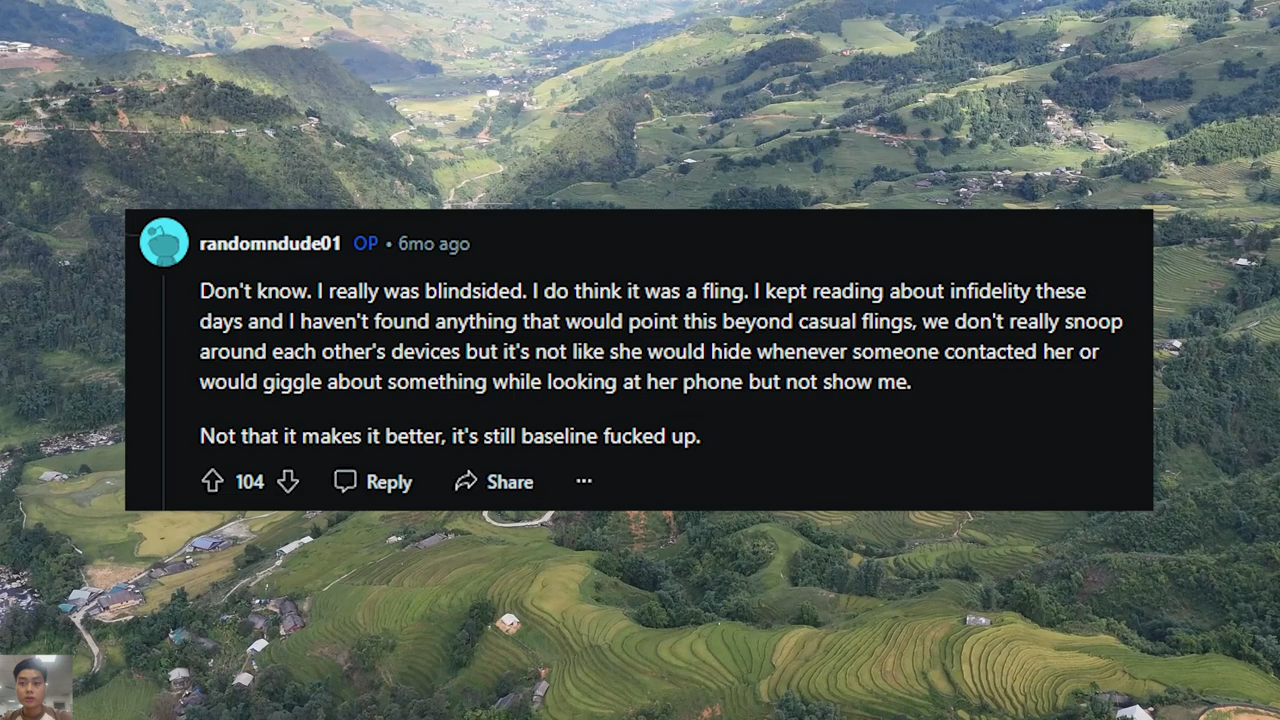 randomndude01 OP • 6mo ago
Don't know. I really was blindsided. I do think it was a fling. I kept reading about infidelity these
days and I haven't found anything that would point this beyond casual flings, we don't really snoop
around each other's devices but it's not like she would hide whenever someone contacted her or
would giggle about something while looking at her phone but not show me.
Not that it makes it better, it's still baseline fucked up.
104 Reply Share ···